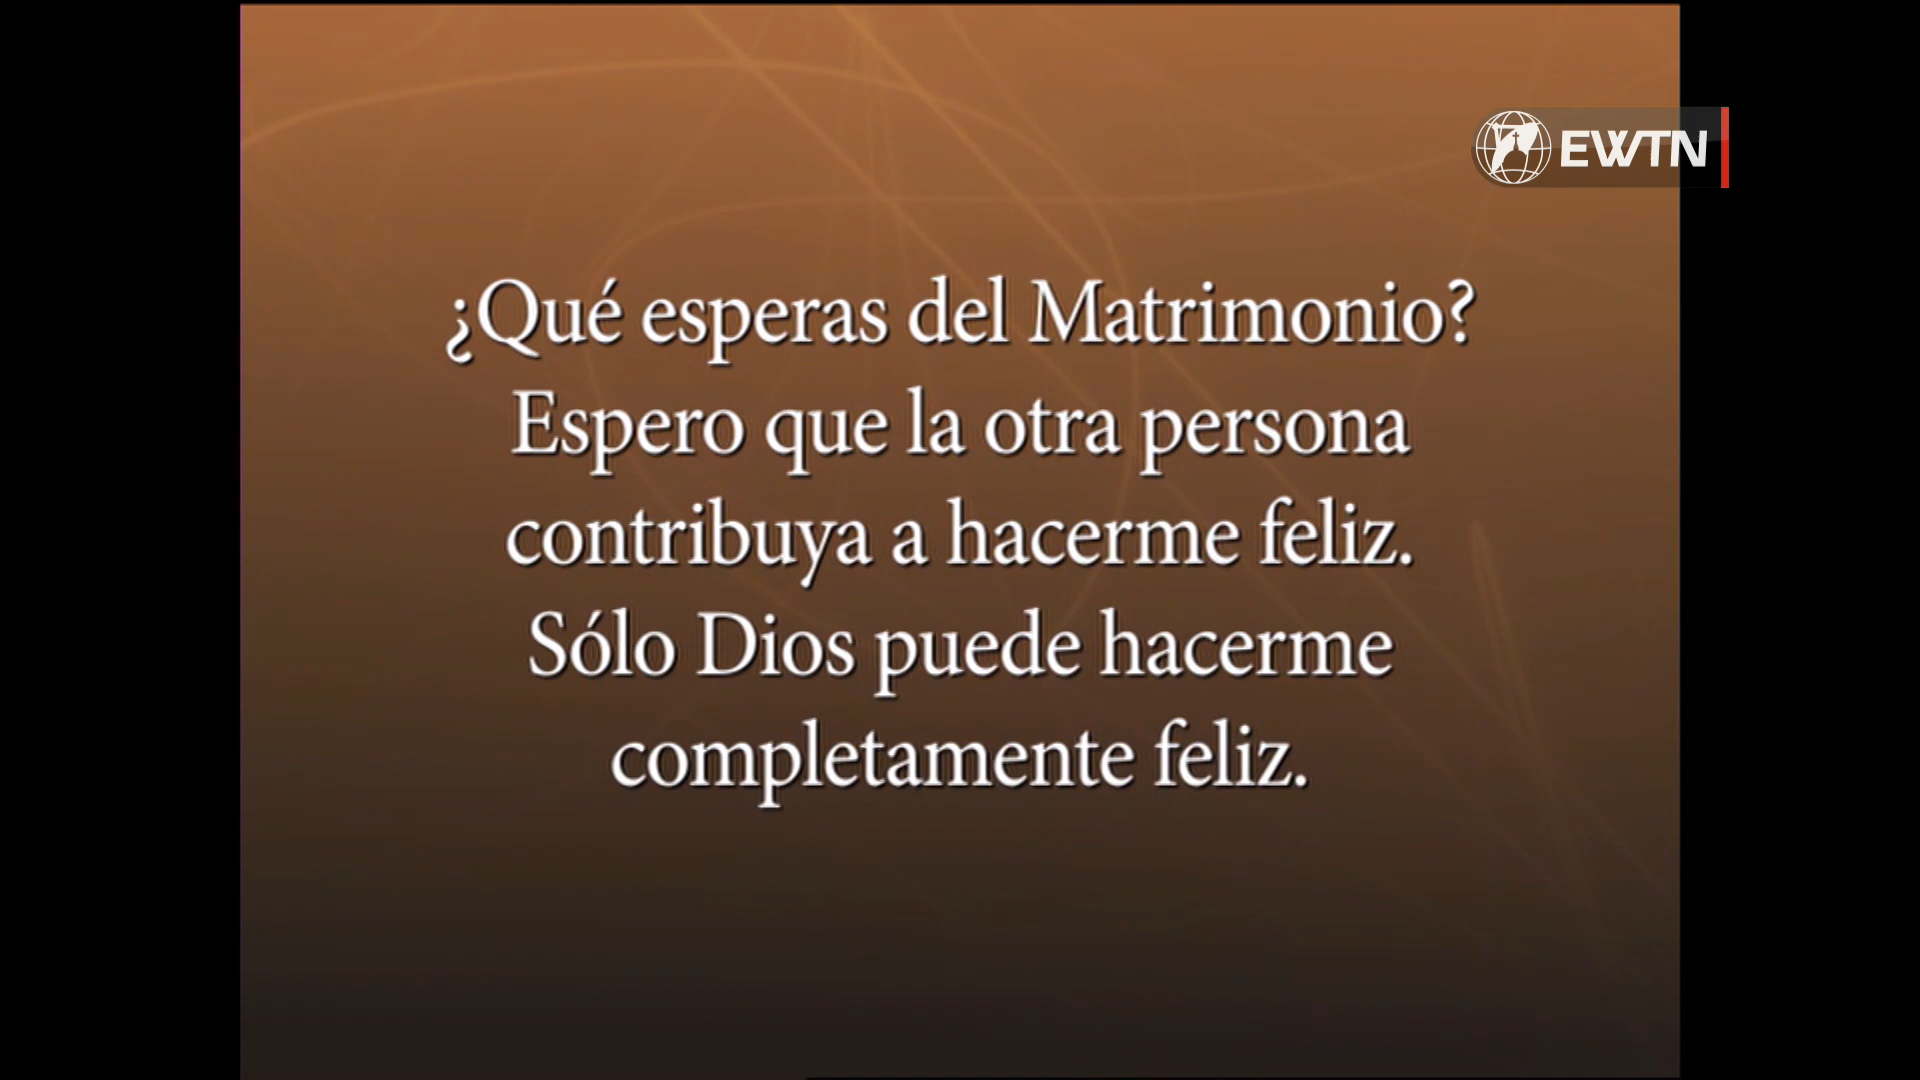 EWTN
¿Qué esperas del Matrimonio?
Espero que la otra persona
contribuya a hacerme feliz.
Sólo Dios puede hacerme
completamente feliz.